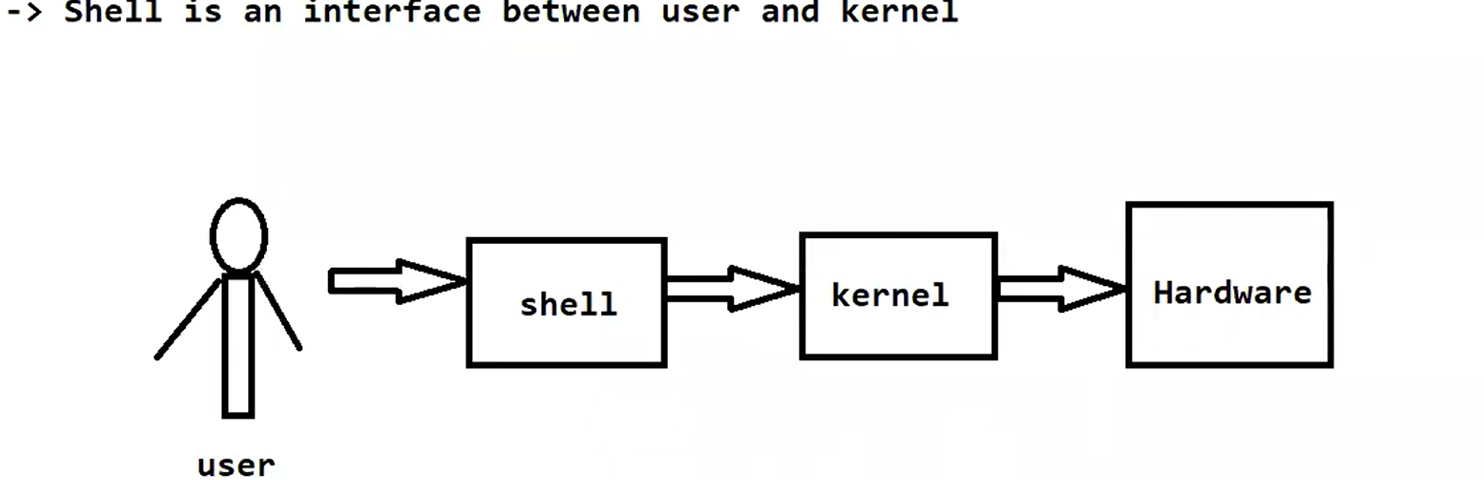 -> Shell is an interface between user and kernel
shell
kernel
Hardware
user